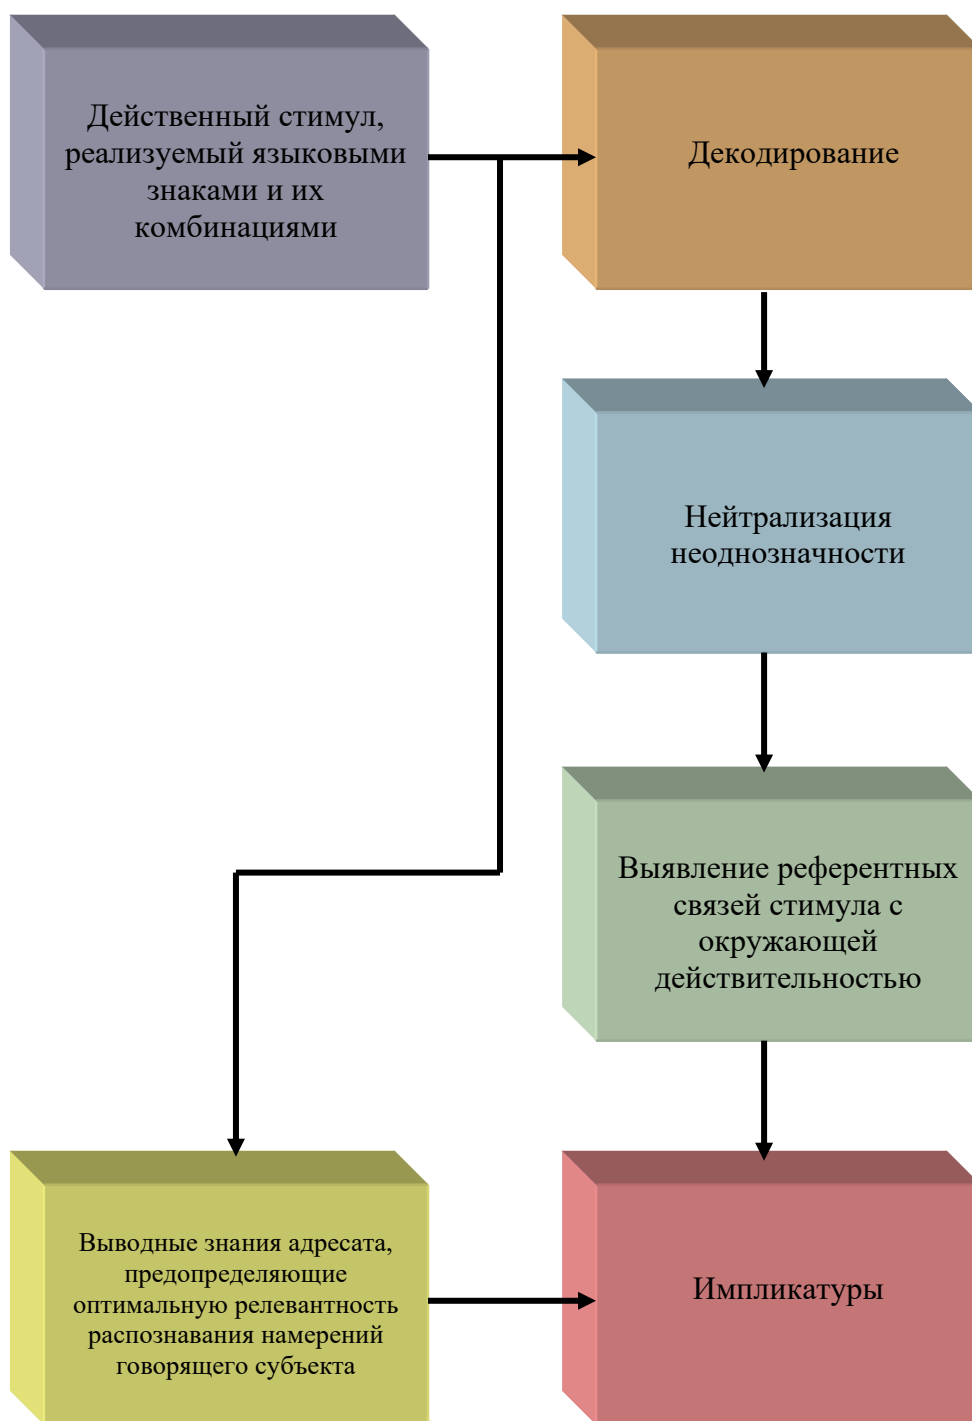 Действенный стимул,
реализуемый языковыми
знаками и их
комбинациями
Декодирование
Нейтрализация
неоднозначности
Выявление референтных
связей стимула с
окружающей
действительностью
Выводные знания адресата,
предопределяющие
оптимальную релевантность
распознавания намерений
говорящего субъекта
Импликатуры